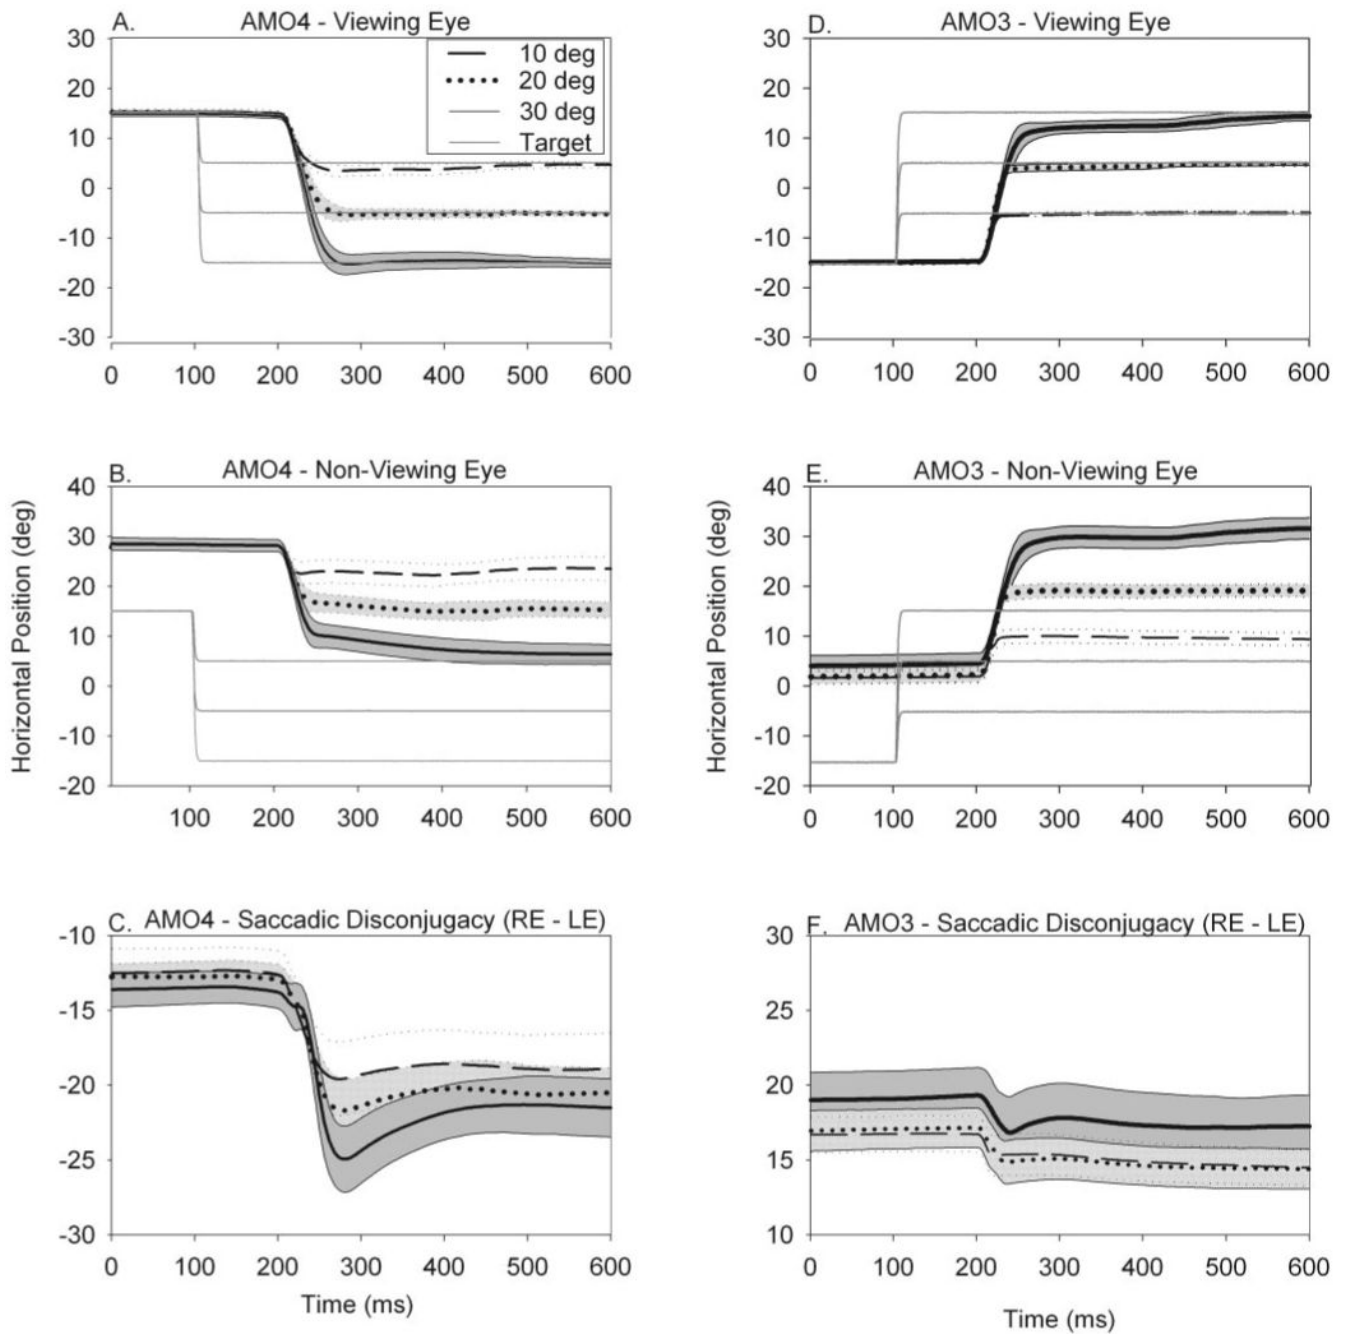 A. AMO4 - Viewing Eye
30
20
10
0
-10
-20
-30
10 deg
20 deg
30 deg
Target
0 100 200 300 400 500 600
D. AMO3 - Viewing Eye
30
20
10
0
-10
-20
-30
0 100 200 300 400 500 600
B. AMO4 - Non-Viewing Eye
Horizontal Position (deg)
40
30
20
10
0
-10
-20
100 200 300 400 500 600
E. AMO3 - Non-Viewing Eye
Horizontal Position (deg)
40
30
20
10
0
-10
-20
0 100 200 300 400 500 600
C. AMO4 - Saccadic Disconjugacy (RE - LE)
-10
-15
-20
-25
-30
0 100 200 300 400 500 600
Time (ms)
F. AMO3 - Saccadic Disconjugacy (RE - LE)
30
25
20
15
10
0 100 200 300 400 500 600
Time (ms)